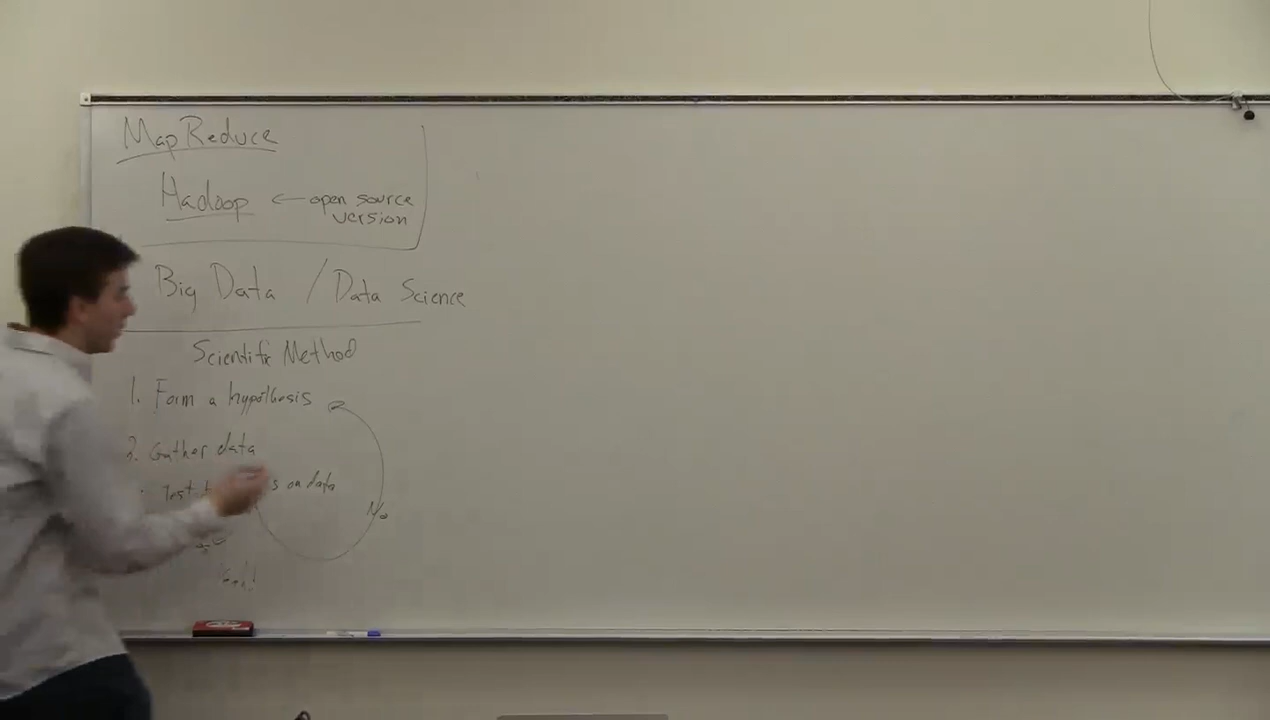 MapReduce
Hadoop ← open source
version
Big Data / Data Science
Scientific Method
1. Form a hypothesis
2. Gather data
Test on data
No